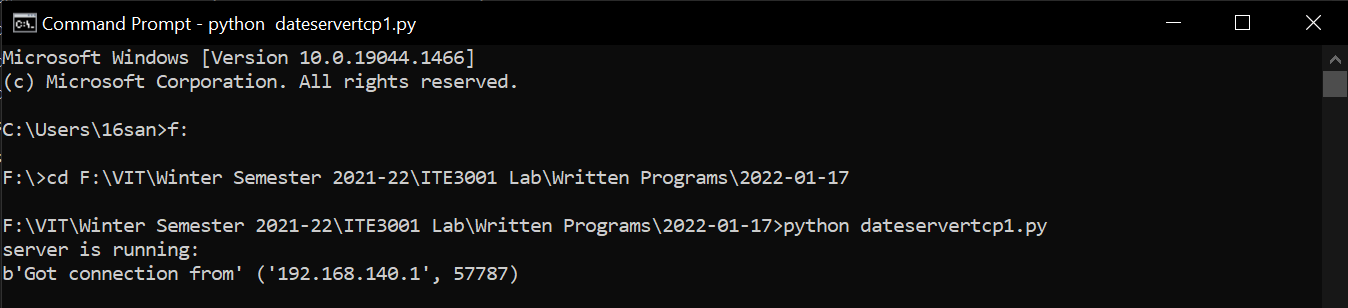 Command Prompt - python  dateservertcp1.py
Microsoft Windows [Version 10.0.19044.1466]
(c) Microsoft Corporation. All rights reserved.
C:\Users\16san>f:
F:\>cd F:\VIT\Winter Semester 2021-22\ITE3001 Lab\Written Programs\2022-01-17
F:\VIT\Winter Semester 2021-22\ITE3001 Lab\Written Programs\2022-01-17>python dateservertcp1.py
server is running:
b'Got connection from' ('192.168.140.1', 57787)